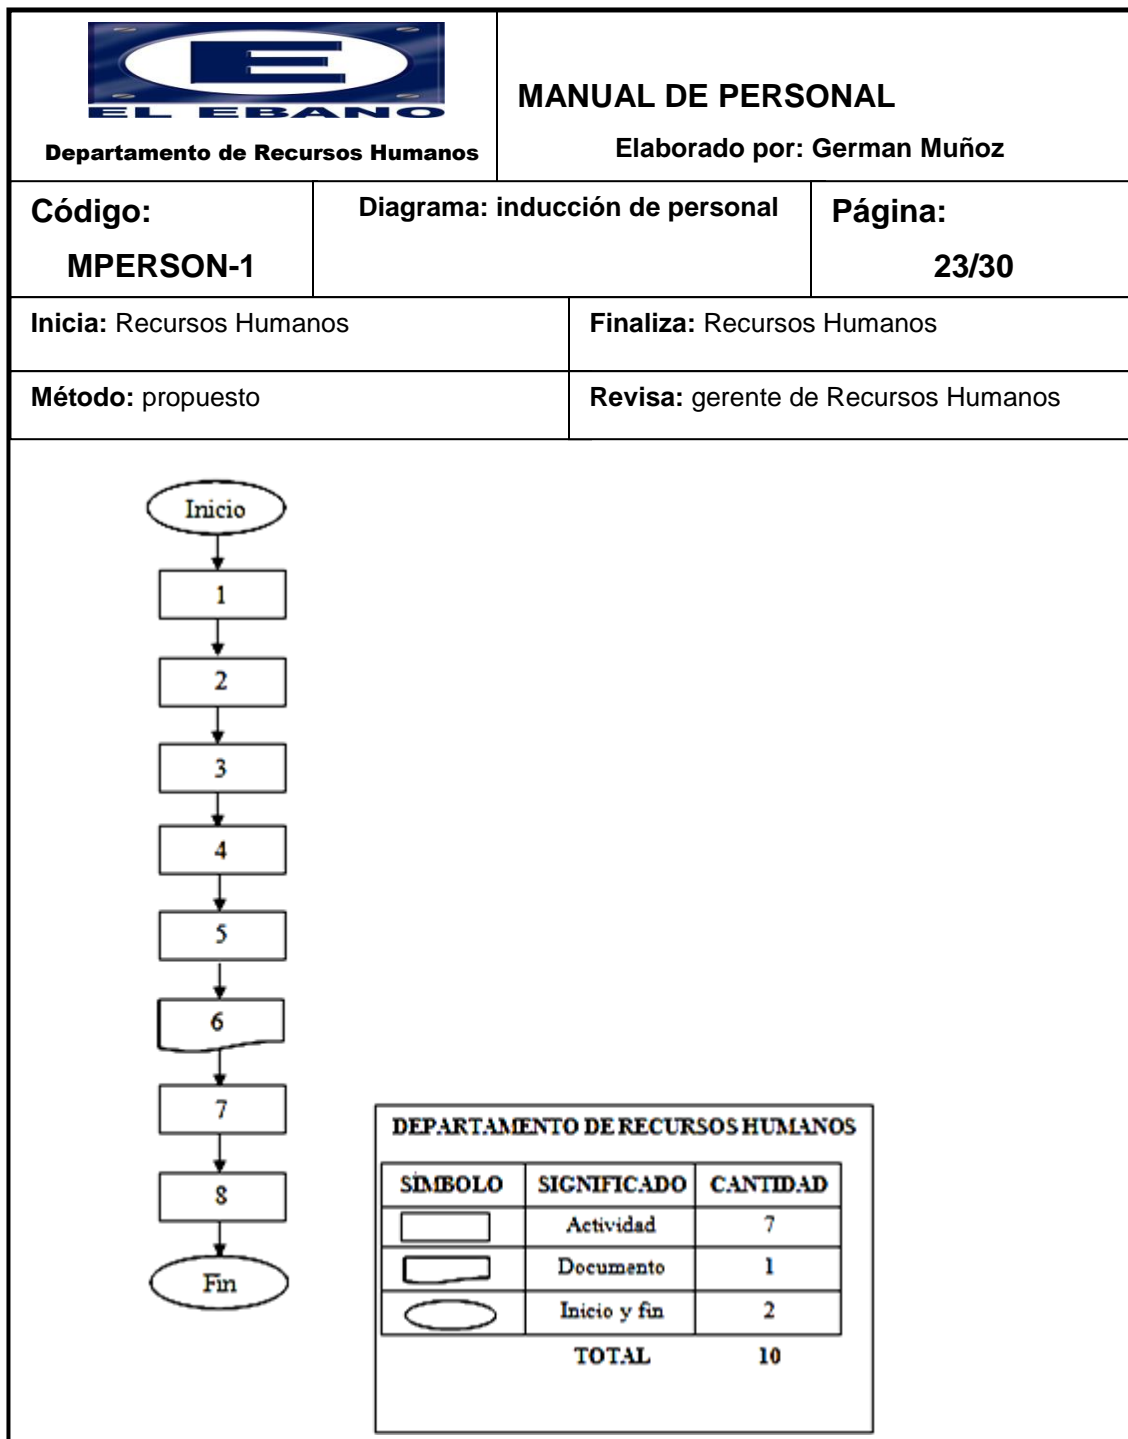 E
EL EBANO
Departamento de Recursos Humanos
MANUAL DE PERSONAL
Elaborado por: German Muñoz
Código:
MPERSON-1
Diagrama: inducción de personal
Página:
23/30
Inicia: Recursos Humanos
Finaliza: Recursos Humanos
Método: propuesto
Revisa: gerente de Recursos Humanos
Inicio
1
2
3
4
5
6
7
8
Fin
DEPARTAMENTO DE RECURSOS HUMANOS
SÍMBOLO SIGNIFICADO CANTIDAD
Actividad 7
Documento 1
Inicio y fin 2
TOTAL 10